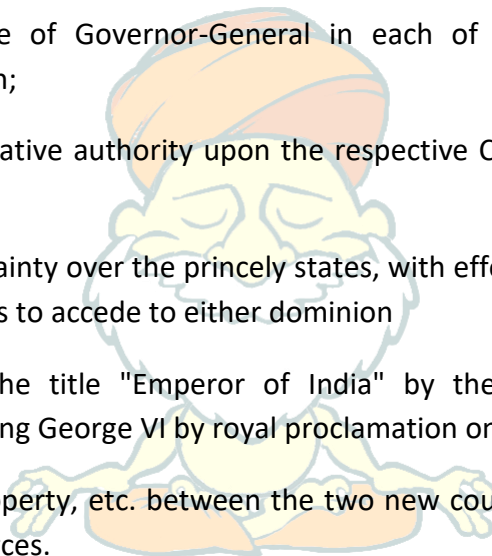 e of Governor-General in each of
n;
ative authority upon the respective C
ainty over the princely states, with effe
s to accede to either dominion
he title "Emperor of India" by the
ng George VI by royal proclamation or
operty, etc. between the two new cou
rces.